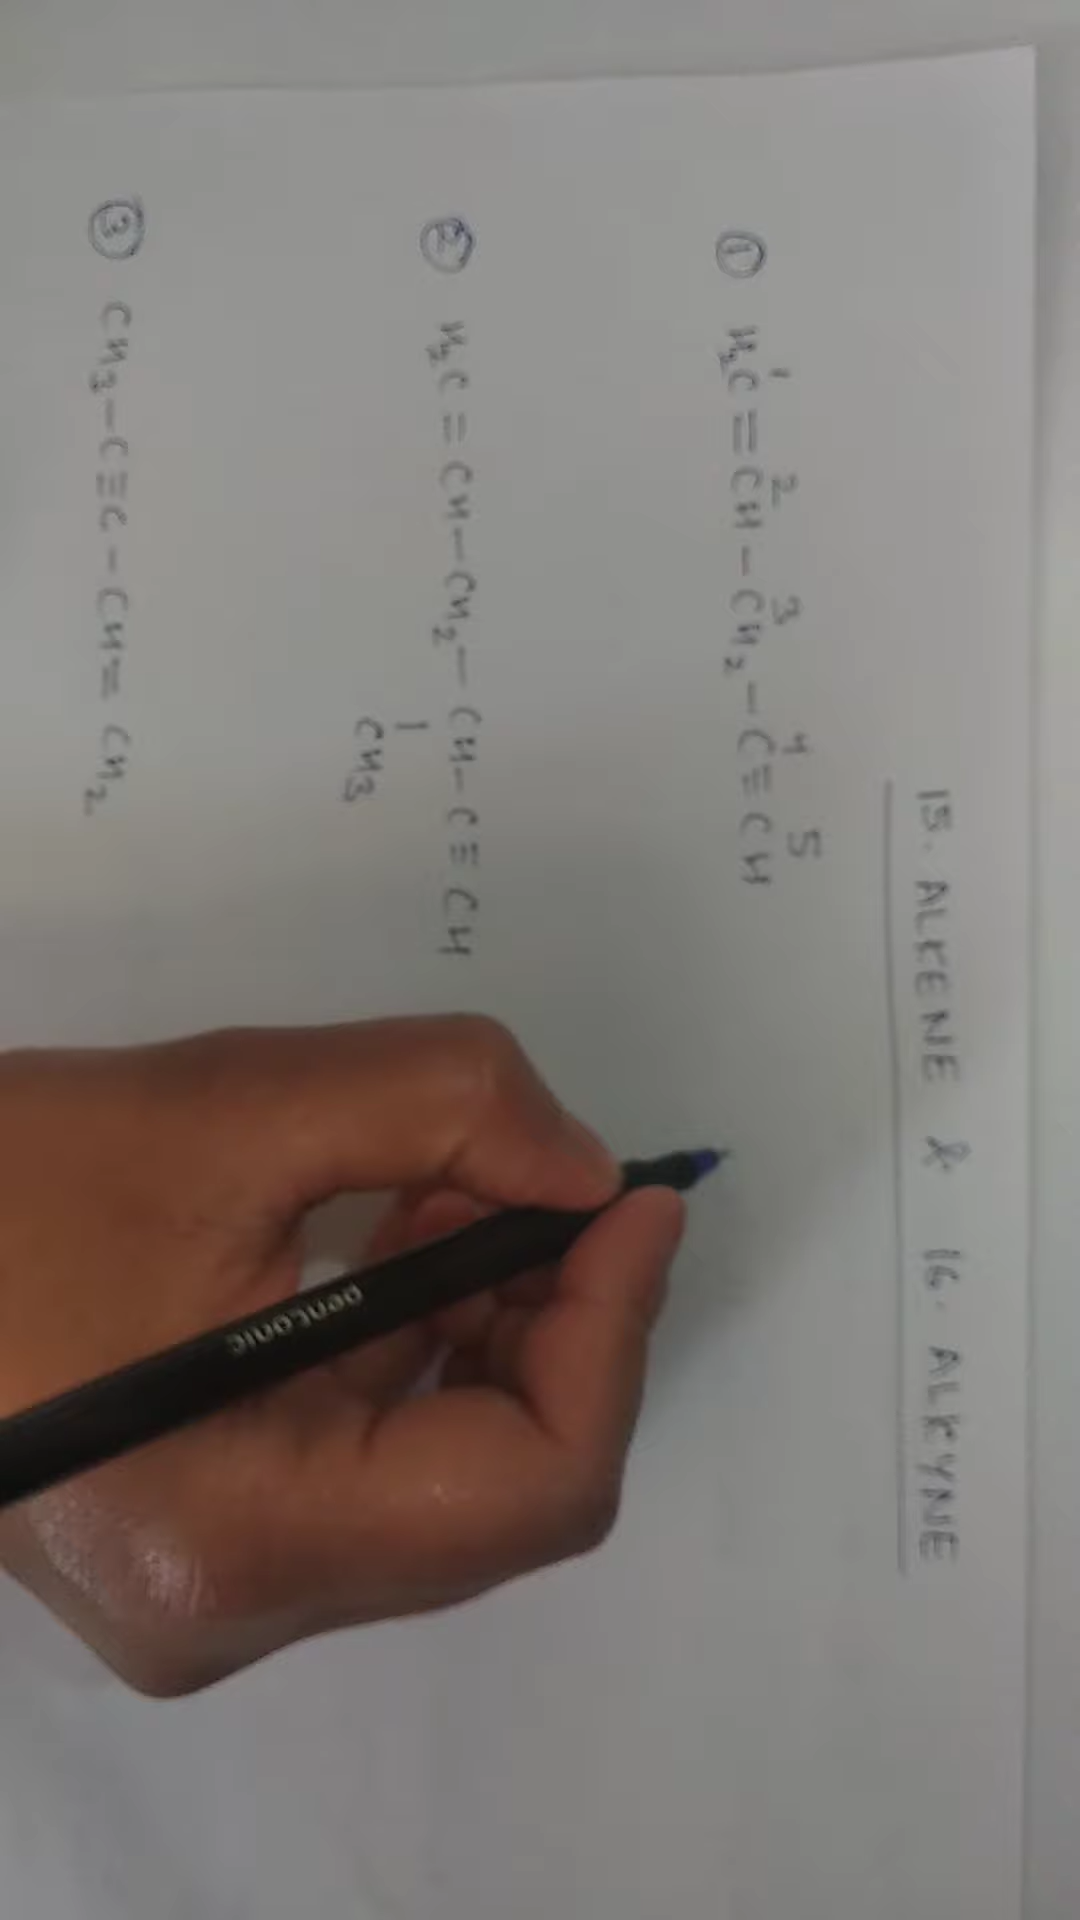 15. ALKENE & 16. ALKYNE
1 2 3 4 5
① H₂C=CH-CH₂-C≡CH
② H₂C=CH-CH₂-CH-C≡CH
|
CH₃
③ CH₃-C≡C-CH=CH₂
pentonic